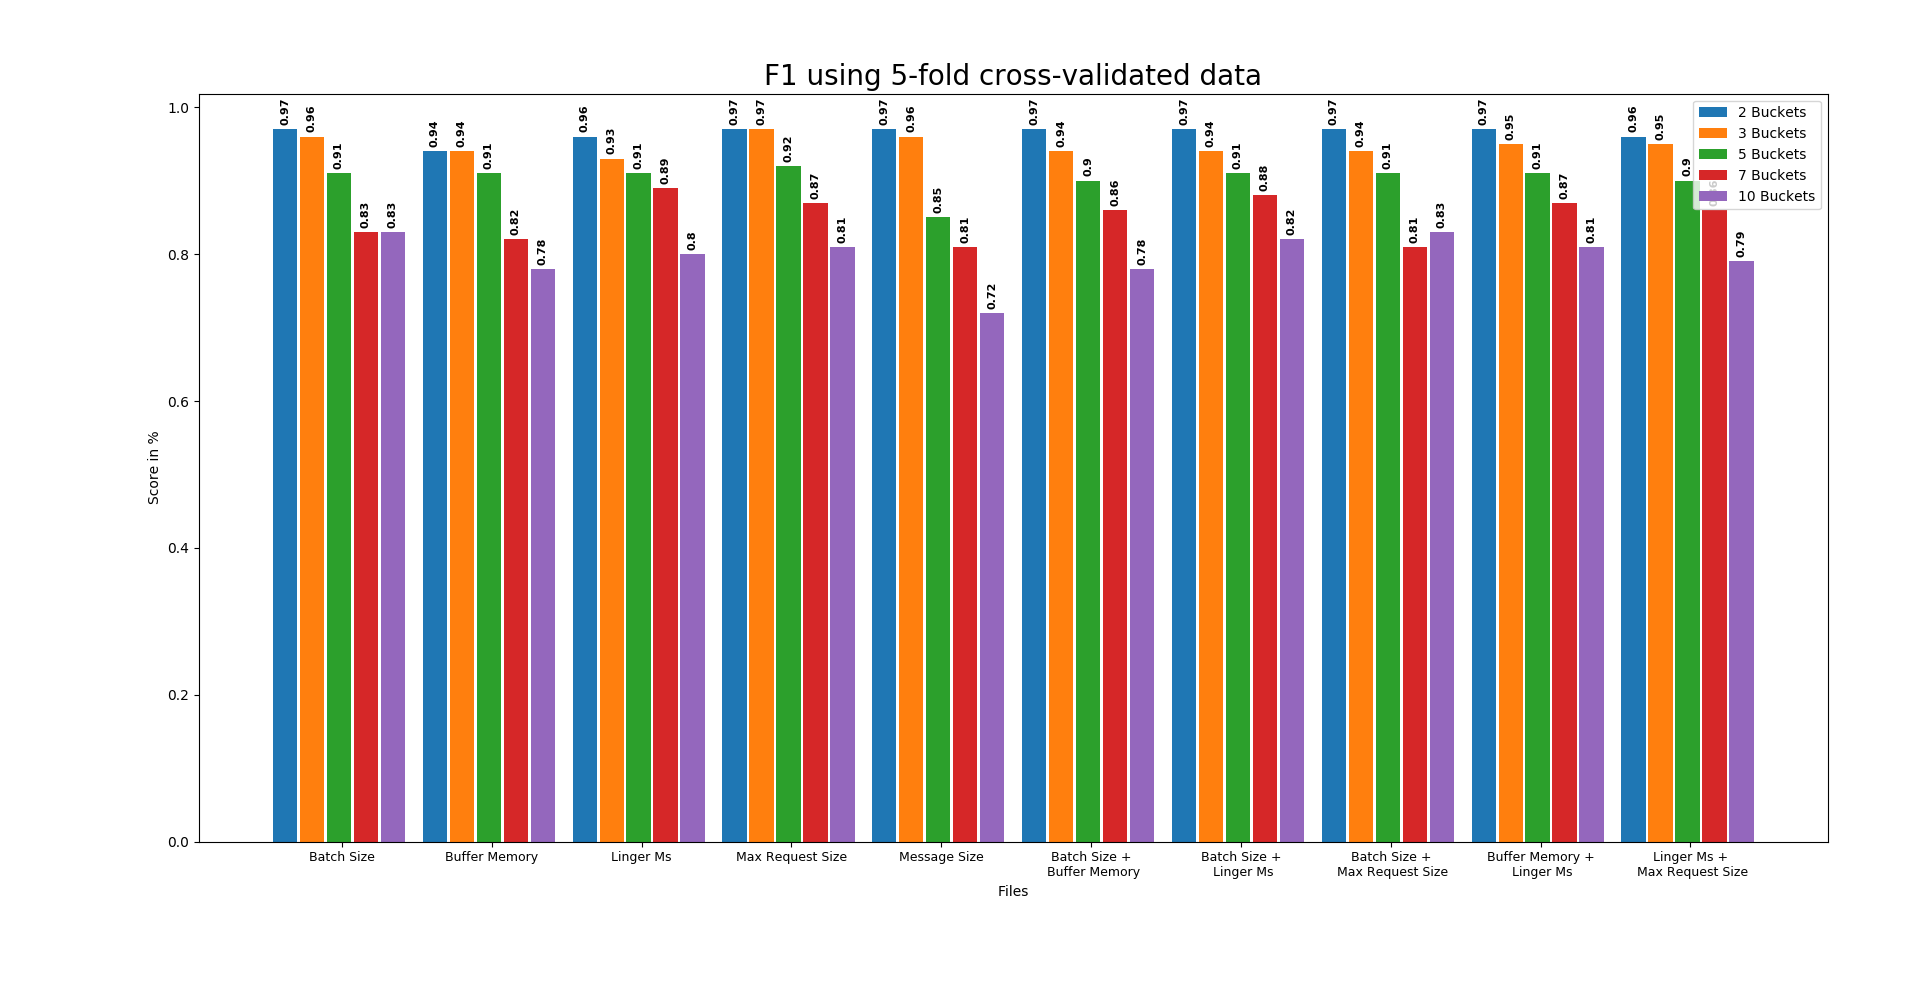 F1 using 5-fold cross-validated data
1.0
0.8
0.6
0.4
0.2
0.0
Score in %
0.97
0.96
0.91
0.83
0.83
0.94
0.94
0.91
0.82
0.78
0.96
0.93
0.91
0.89
0.8
0.97
0.97
0.92
0.87
0.81
0.97
0.96
0.85
0.81
0.72
0.97
0.94
0.9
0.86
0.78
0.97
0.94
0.91
0.88
0.82
0.97
0.94
0.91
0.81
0.83
0.97
0.95
0.91
0.87
0.81
0.96
0.95
0.9
0.79
2 Buckets
3 Buckets
5 Buckets
7 Buckets
10 Buckets
Batch Size
Buffer Memory
Linger Ms
Max Request Size
Message Size
Batch Size +
Buffer Memory
Batch Size +
Linger Ms
Batch Size +
Max Request Size
Buffer Memory +
Linger Ms
Linger Ms +
Max Request Size
Files